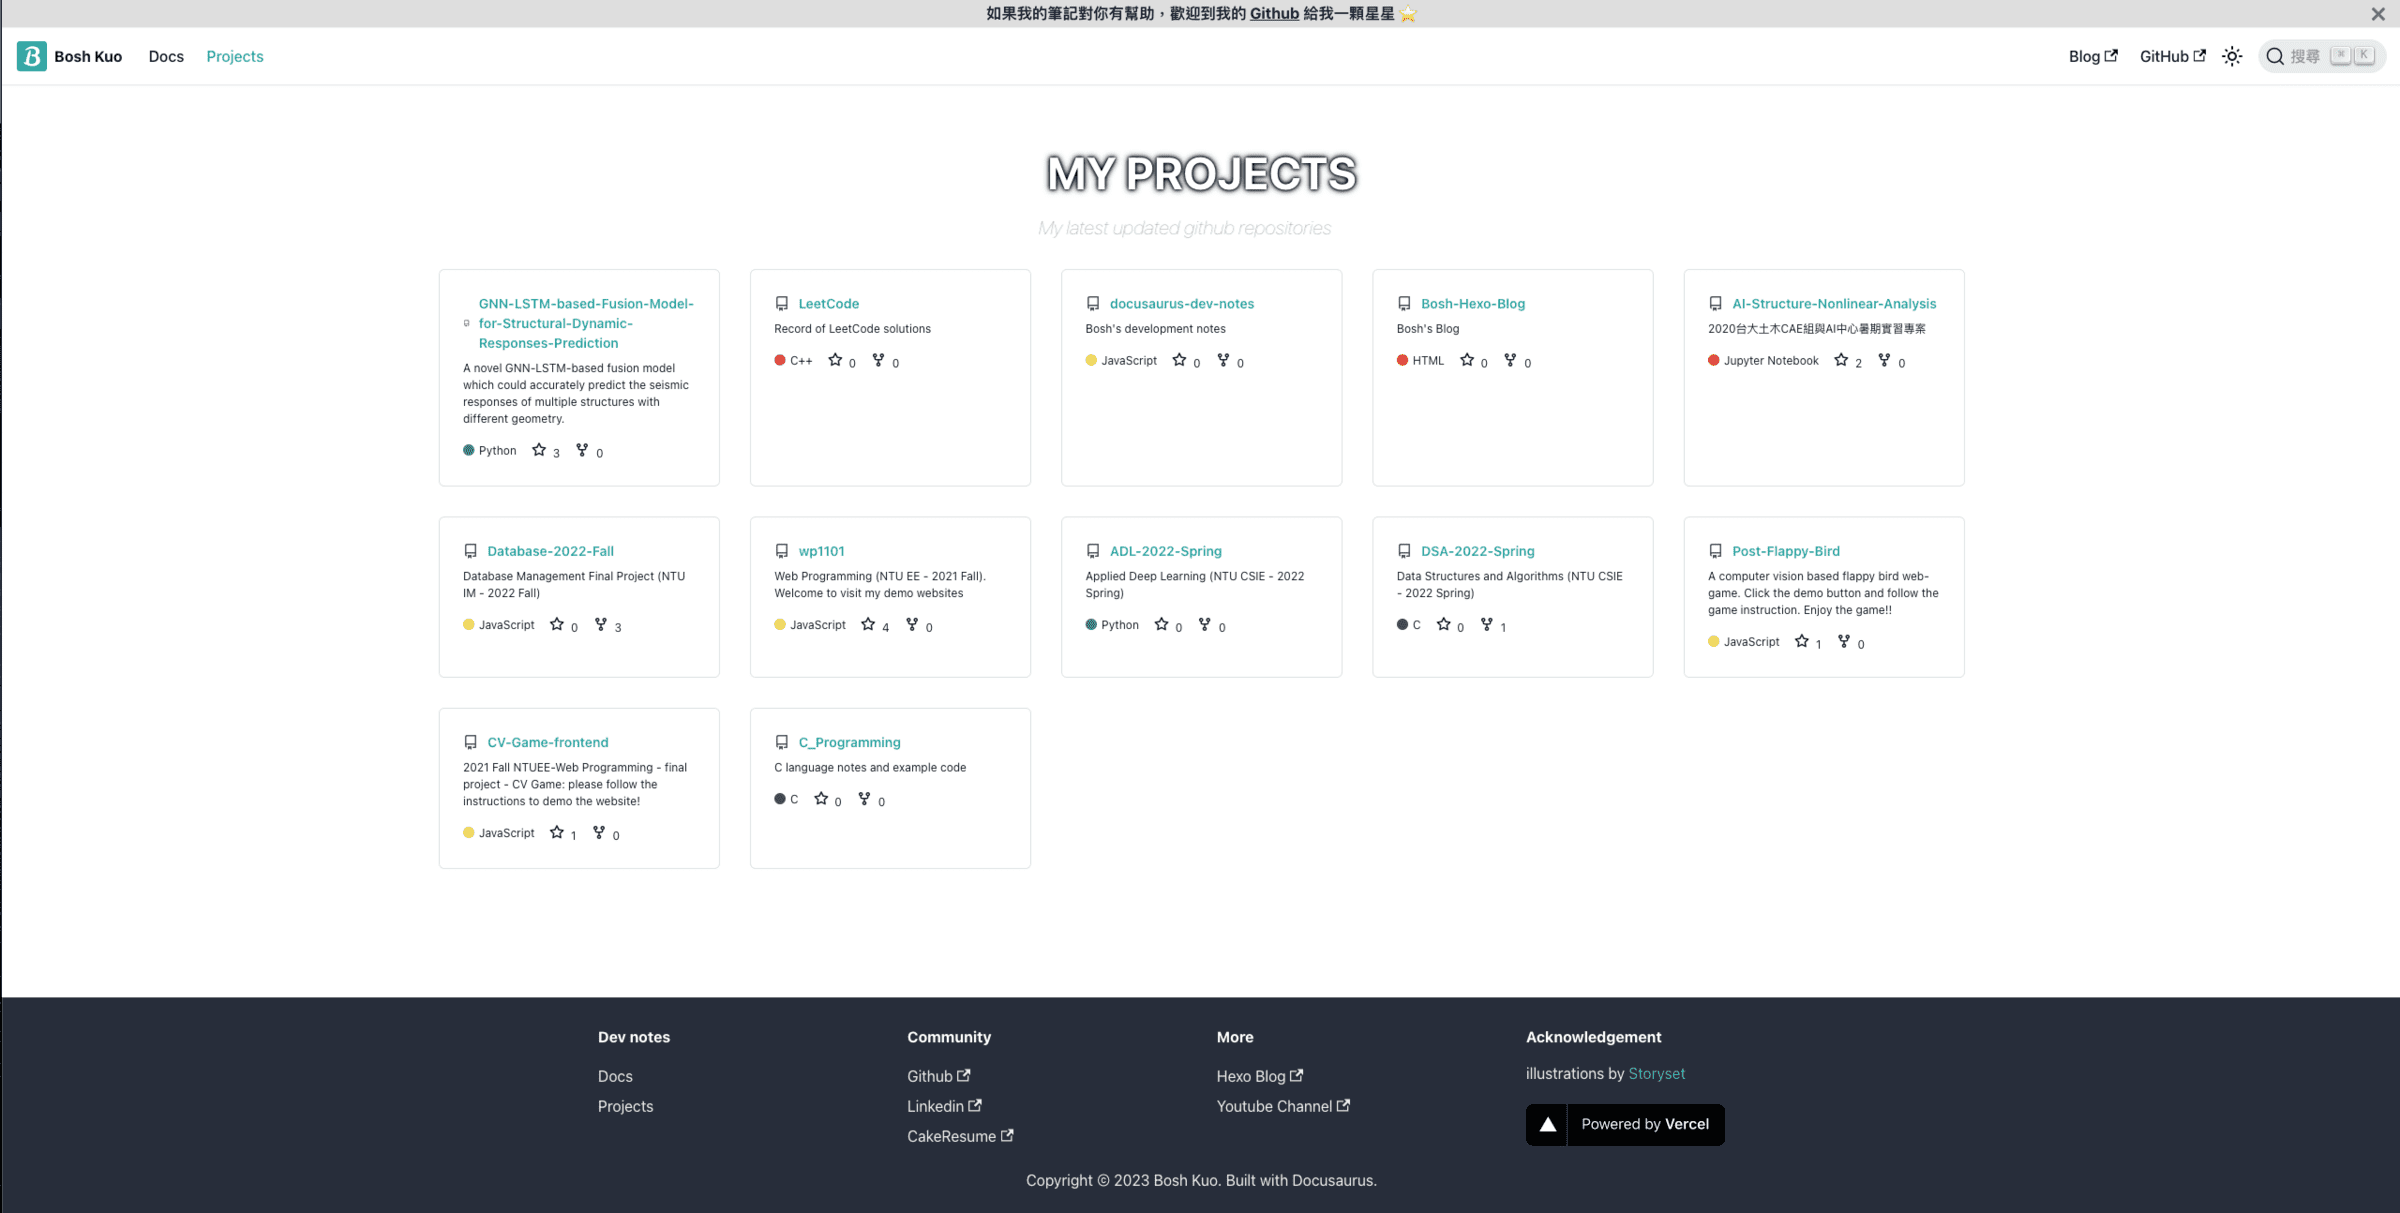 如果我的筆記對你有幫助，歡迎到我的 Github 給我一顆星星⭐
Bosh Kuo
Docs
Projects
Blog
GitHub
搜尋
⌘
K
MY PROJECTS
My latest updated github repositories
GNN-LSTM-based-Fusion-Model-
for-Structural-Dynamic-
Responses-Prediction
A novel GNN-LSTM-based fusion model
which could accurately predict the seismic
responses of multiple structures with
different geometry.
Python 3 0
LeetCode
Record of LeetCode solutions
C++ 0 0
docusaurus-dev-notes
Bosh's development notes
JavaScript 0 0
Bosh-Hexo-Blog
Bosh's Blog
HTML 0 0
AI-Structure-Nonlinear-Analysis
2020台大土木CAE組與AI中心暑期實習專案
Jupyter Notebook 2 0
Database-2022-Fall
Database Management Final Project (NTU
IM - 2022 Fall)
JavaScript 0 3
wp1101
Web Programming (NTU EE - 2021 Fall).
Welcome to visit my demo websites
JavaScript 4 0
ADL-2022-Spring
Applied Deep Learning (NTU CSIE - 2022
Spring)
Python 0 0
DSA-2022-Spring
Data Structures and Algorithms (NTU CSIE
- 2022 Spring)
C 0 1
Post-Flappy-Bird
A computer vision based flappy bird web-
game. Click the demo button and follow the
game instruction. Enjoy the game!!
JavaScript 1 0
CV-Game-frontend
2021 Fall NTUEE-Web Programming - final
project - CV Game: please follow the
instructions to demo the website!
JavaScript 1 0
C_Programming
C language notes and example code
C 0 0
Dev notes
Docs
Projects
Community
Github
Linkedin
CakeResume
More
Hexo Blog
Youtube Channel
Acknowledgement
illustrations by Storyset
Powered by Vercel
Copyright © 2023 Bosh Kuo. Built with Docusaurus.